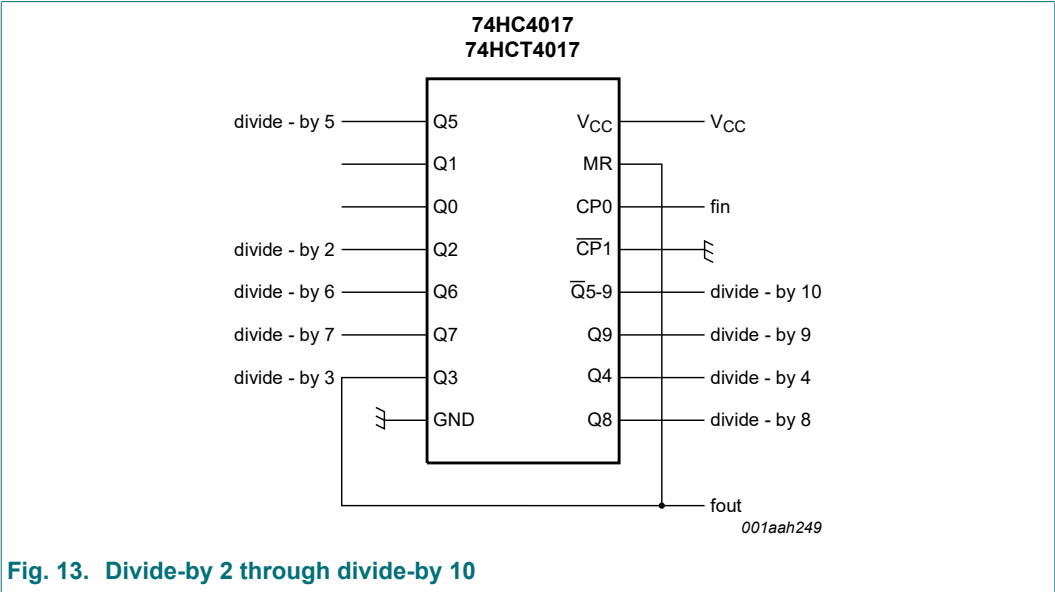 74HC4017
74HCT4017
divide - by 5 Q5 VCC VCC
Q1 MR
Q0 CP0 fin
divide - by 2 Q2 C̅P̅1
divide - by 6 Q6 Q̅5-9 divide - by 10
divide - by 7 Q7 Q9 divide - by 9
divide - by 3 Q3 Q4 divide - by 4
GND Q8 divide - by 8
fout
001aah249
Fig. 13. Divide-by 2 through divide-by 10